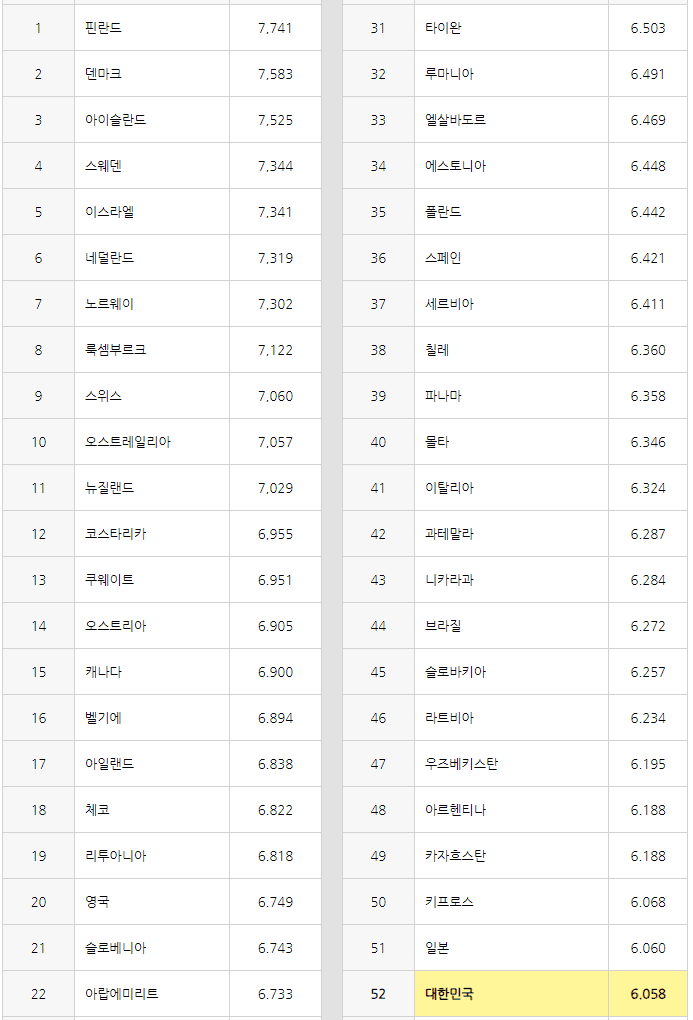 1 핀란드 7,741
2 덴마크 7,583
3 아이슬란드 7,525
4 스웨덴 7,344
5 이스라엘 7,341
6 네덜란드 7,319
7 노르웨이 7,302
8 룩셈부르크 7,122
9 스위스 7,060
10 오스트레일리아 7,057
11 뉴질랜드 7,029
12 코스타리카 6,955
13 쿠웨이트 6.951
14 오스트리아 6.905
15 캐나다 6.900
16 벨기에 6.894
17 아일랜드 6.838
18 체코 6.822
19 리투아니아 6.818
20 영국 6.749
21 슬로베니아 6.743
22 아랍에미리트 6.733
31 타이완 6.503
32 루마니아 6.491
33 엘살바도르 6.469
34 에스토니아 6.448
35 폴란드 6.442
36 스페인 6.421
37 세르비아 6.411
38 칠레 6.360
39 파나마 6.358
40 몰타 6.346
41 이탈리아 6.324
42 과테말라 6.287
43 니카라과 6.284
44 브라질 6.272
45 슬로바키아 6.257
46 라트비아 6.234
47 우즈베키스탄 6.195
48 아르헨티나 6.188
49 카자흐스탄 6.188
50 키프로스 6.068
51 일본 6.060
52 대한민국 6.058